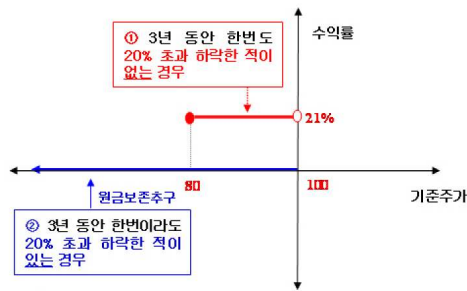 수익률
① 3년 동안 한번도
20% 초과 하락한 적이
없는 경우
21%
80
100
원금보존추구
기준주가
② 3년 동안 한번이라도
20% 초과 하락한 적이
있는 경우